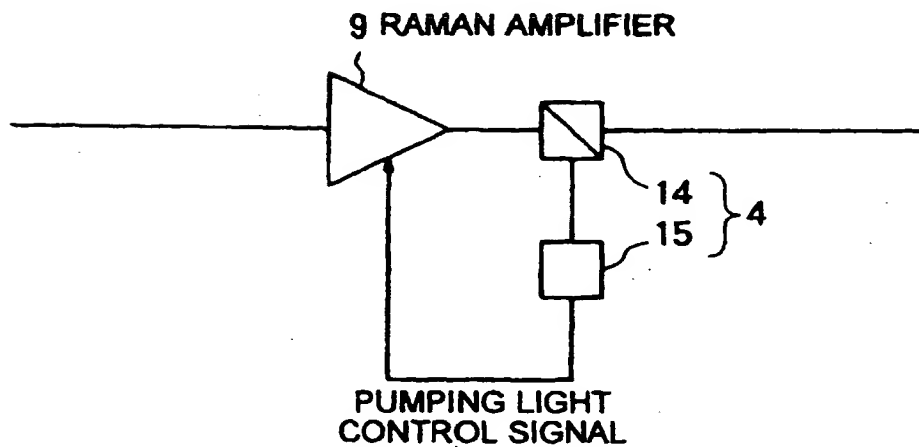 9 RAMAN AMPLIFIER
14
15
4
PUMPING LIGHT
CONTROL SIGNAL